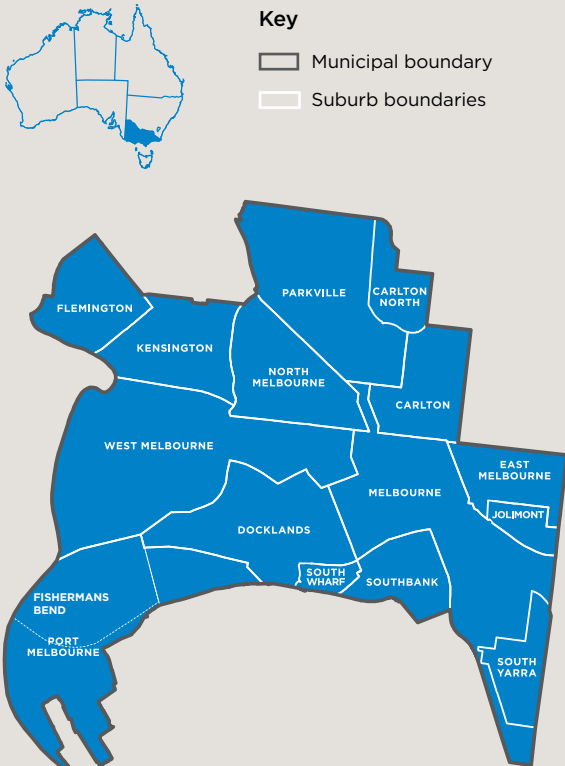 Key
Municipal boundary
Suburb boundaries
PARKVILLE
CARLTON
NORTH
FLEMINGTON
KENSINGTON
NORTH
MELBOURNE
CARLTON
WEST MELBOURNE
EAST
MELBOURNE
MELBOURNE
JOLIMONT
DOCKLANDS
SOUTH
WHARF
SOUTHBANK
FISHERMANS
BEND
PORT
MELBOURNE
SOUTH
YARRA